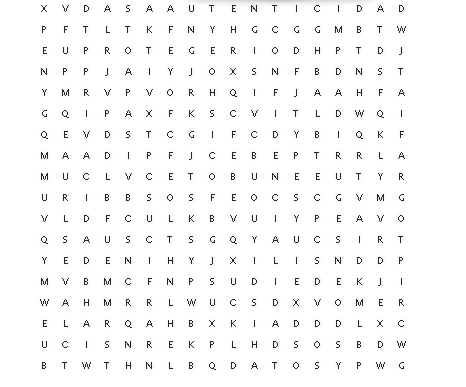 X V D A S A A U T E N T I C I D A D
P F T L T K F N Y H G C G G M B T W
E U P R O T E G E R I O D H P T D J
N P P J A I Y J O X S N F B D N S T
Y M R V P V O R H Q I F J A A H F A
G Q I P A X F K S C V I T L D W Q I
Q E V D S T C G I F C D Y B I Q K F
M A A D I P F J C E B E P T R R L A
M U C L V C E T O B U N E E U T Y R
U R I B B S O S F E O C S C G V M G
V L D F C U L K B V U I Y P E A V O
Q S A U S C T S G Q Y A U C S I R T
Y E D E N I H Y J X I L I S N D D P
M V B M C F N P S U D I E D E K J I
W A H M R R L W U C S D X V O M E R
E L A R Q A H B X K I A D D D L X C
U C I S N R E K P L H D S O S B D W
B T W T H N L B Q D A T O S Y P W G